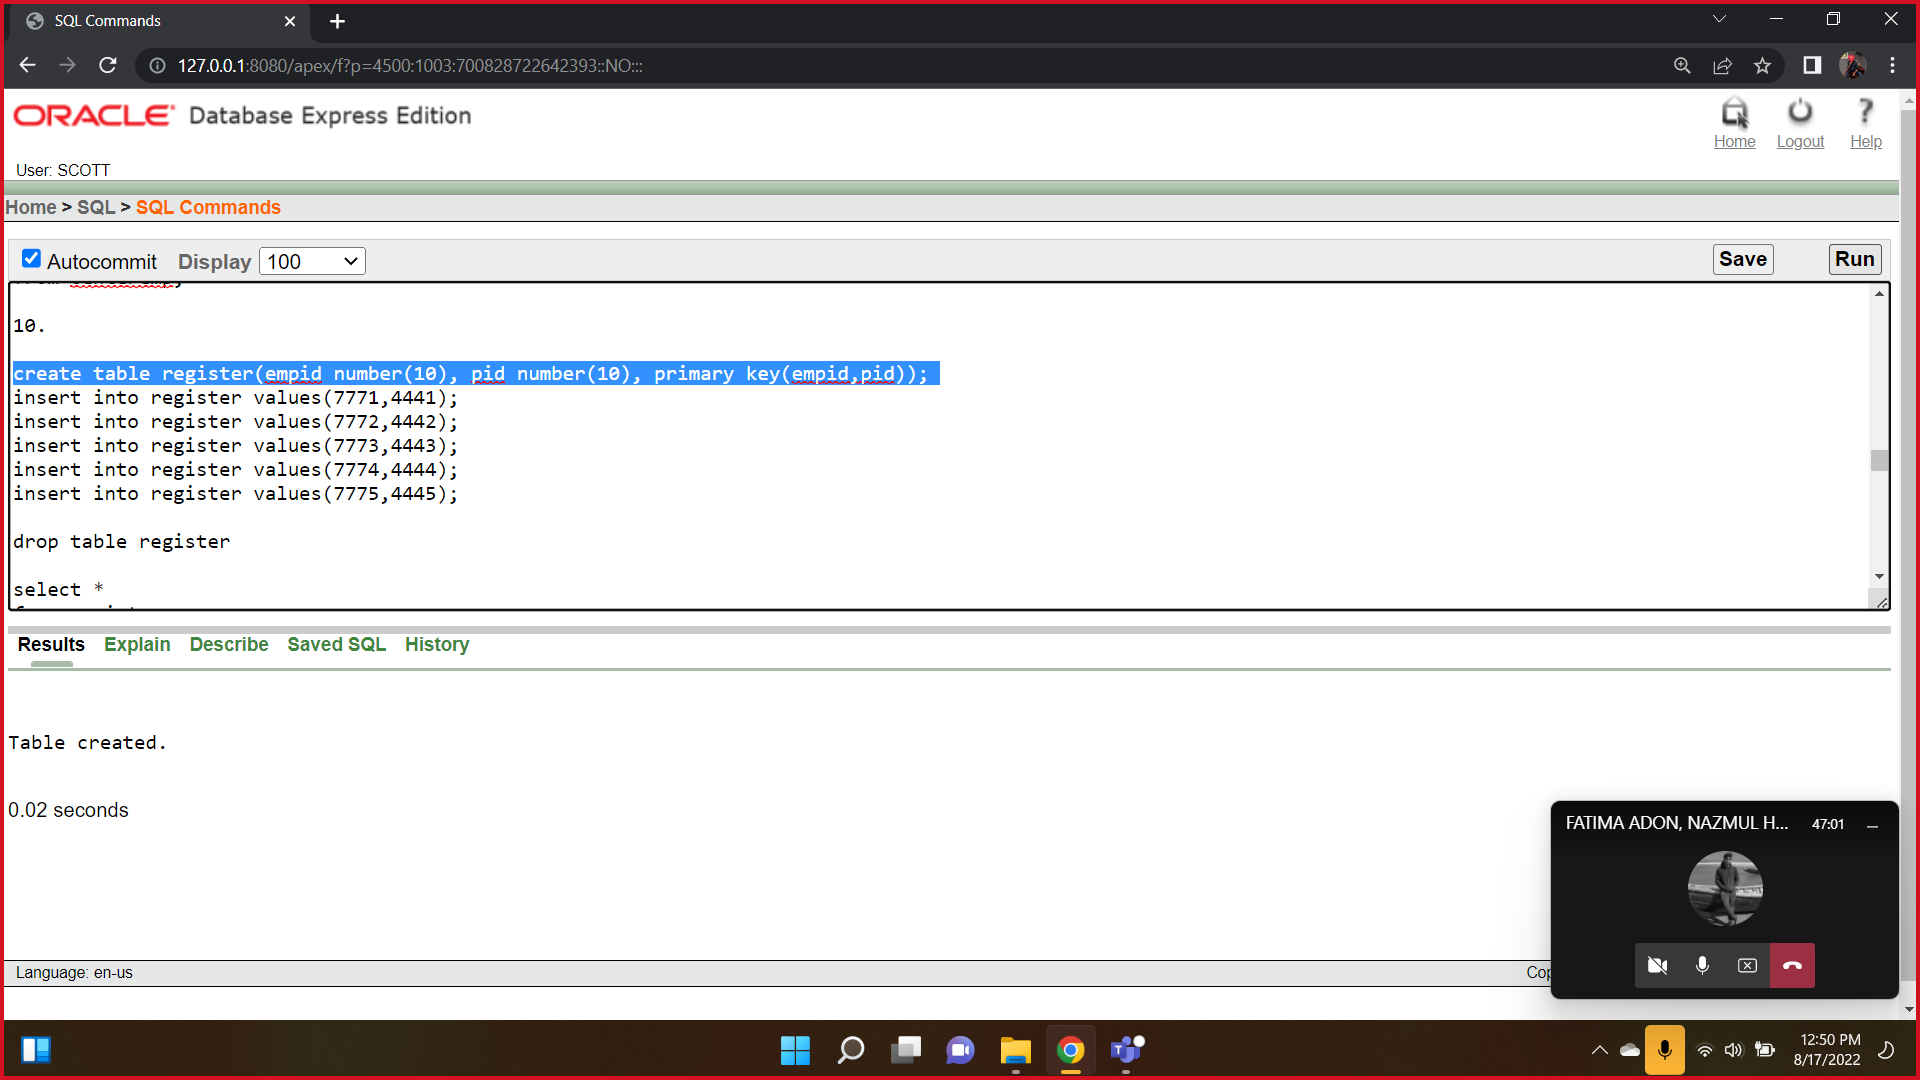 SQL Commands
127.0.0.1:8080/apex/f?p=4500:1003:700828722642393::NO:::
ORACLE Database Express Edition
Home Logout Help
User: SCOTT
Home > SQL > SQL Commands
Autocommit Display 100 Save Run
10.
create table register(empid number(10), pid number(10), primary key(empid,pid));
insert into register values(7771,4441);
insert into register values(7772,4442);
insert into register values(7773,4443);
insert into register values(7774,4444);
insert into register values(7775,4445);
drop table register
select *
Results Explain Describe Saved SQL History
Table created.
0.02 seconds
FATIMA ADON, NAZMUL H... 47:01
Language: en-us
Cop
12:50 PM
8/17/2022